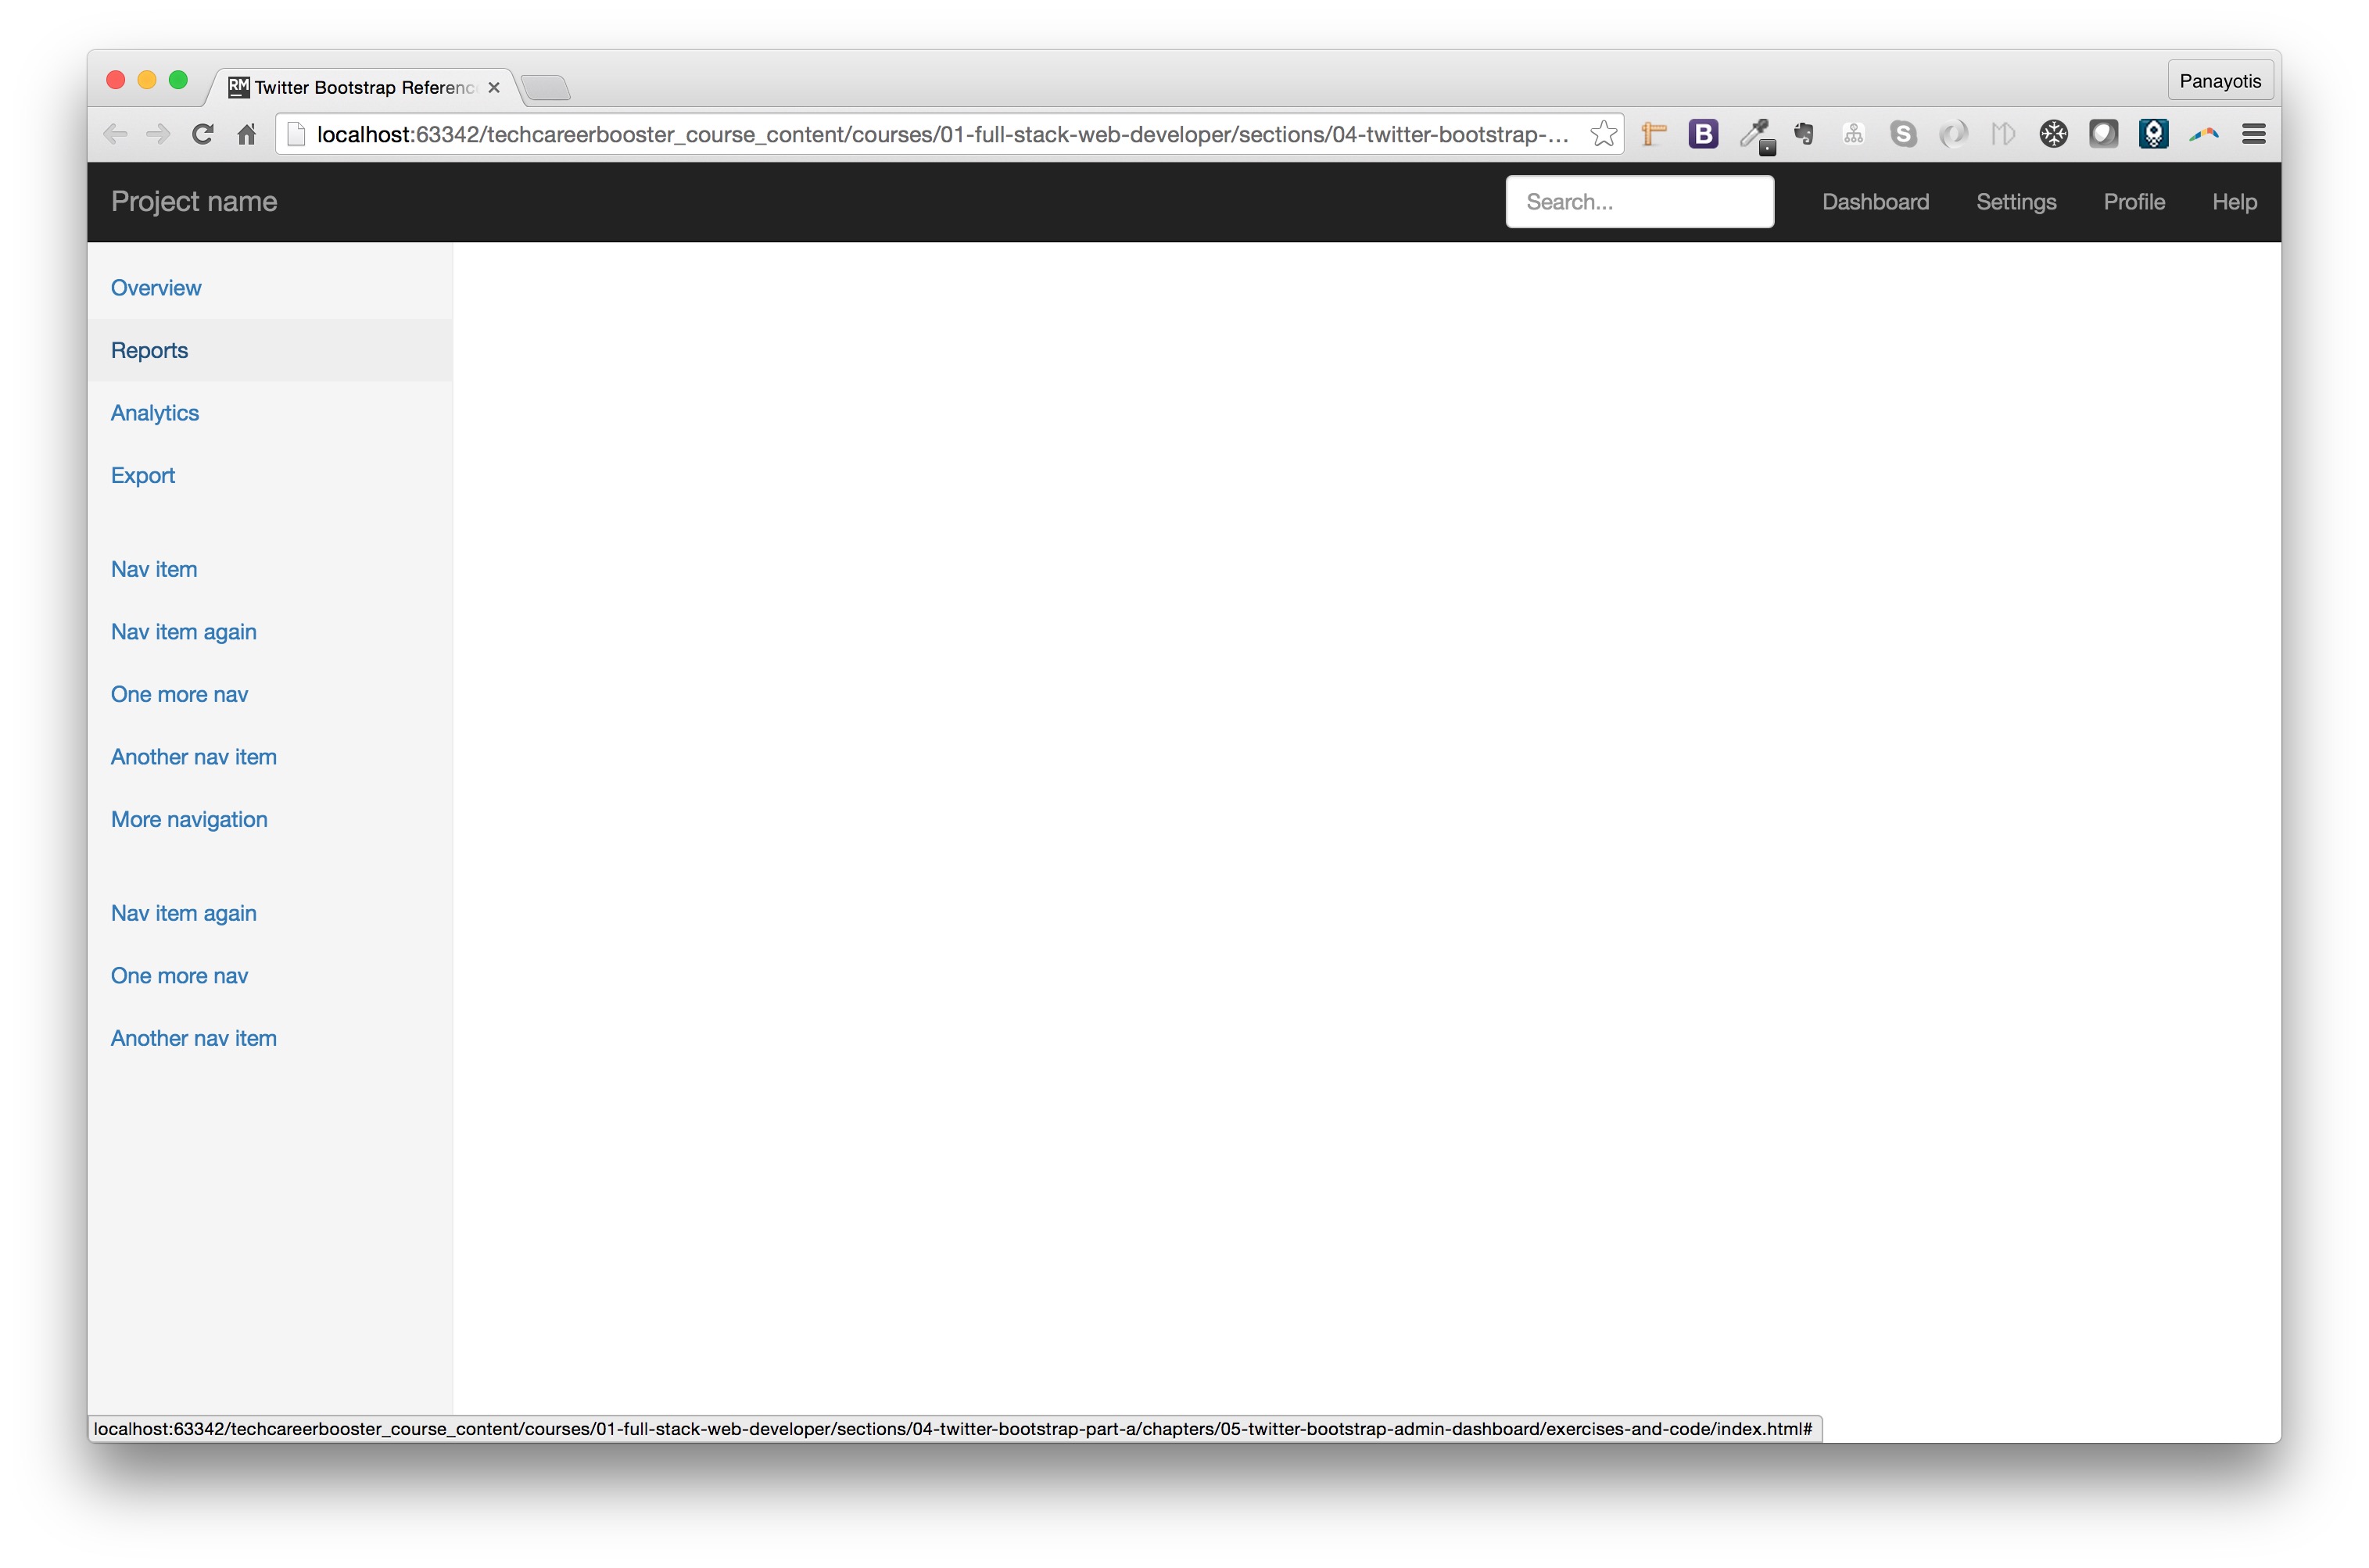 RM Twitter Bootstrap Referenc
Panayotis
localhost:63342/techcareerbooster_course_content/courses/01-full-stack-web-developer/sections/04-twitter-bootstrap-...
Project name
Search...
Dashboard
Settings
Profile
Help
Overview
Reports
Analytics
Export
Nav item
Nav item again
One more nav
Another nav item
More navigation
Nav item again
One more nav
Another nav item
localhost:63342/techcareerbooster_course_content/courses/01-full-stack-web-developer/sections/04-twitter-bootstrap-part-a/chapters/05-twitter-bootstrap-admin-dashboard/exercises-and-code/index.html#